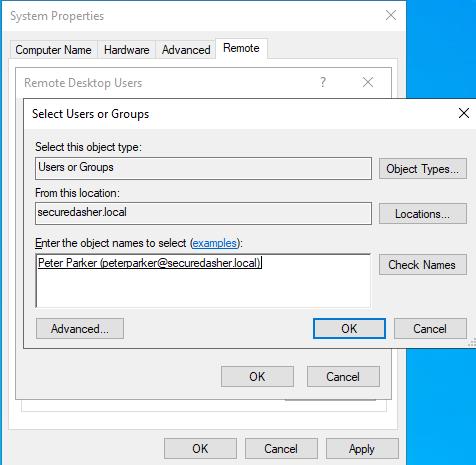 System Properties
Computer Name Hardware Advanced Remote
Remote Desktop Users ?
Select Users or Groups
Select this object type:
Users or Groups Object Types...
From this location:
securedasher.local Locations...
Enter the object names to select (examples):
Peter Parker (peterparker@securedasher.local) Check Names
Advanced... OK Cancel
OK Cancel
OK Cancel Apply